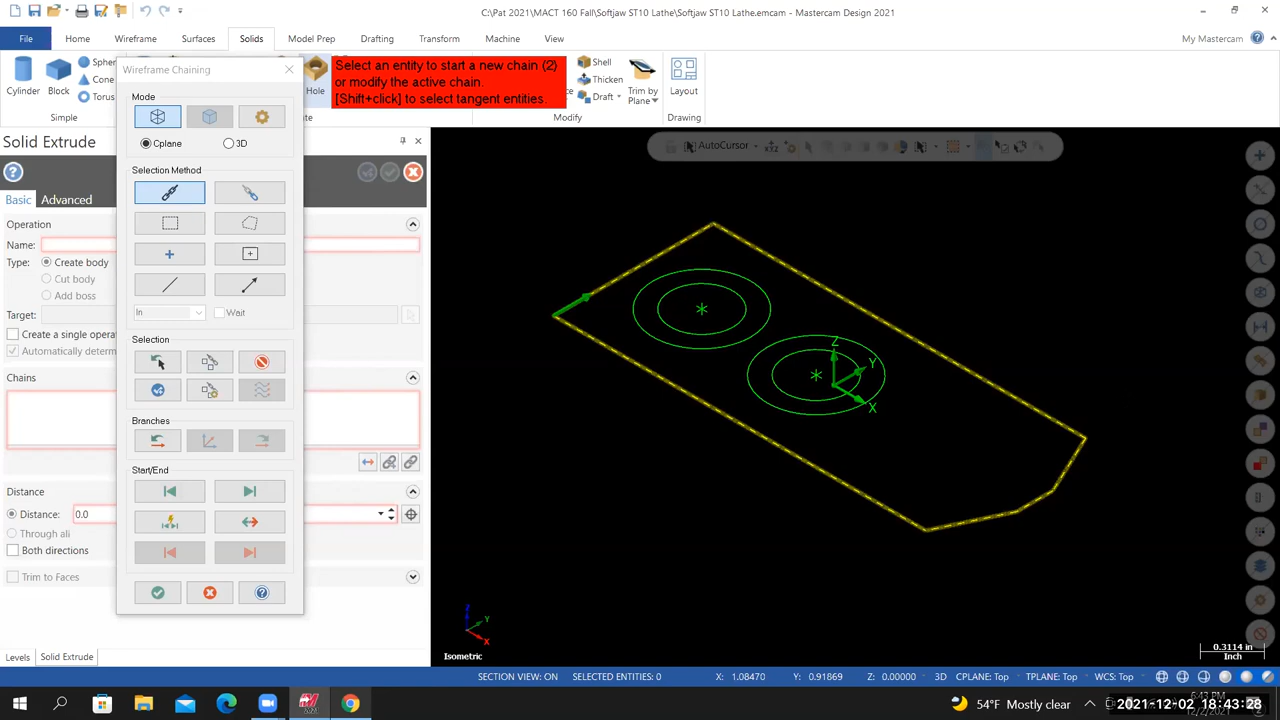 C:\Pat 2021\MACT 160 Fall\Softjaw ST10 Lathe\Softjaw ST10 Lathe.emcam - Mastercam Design 2021
File
Home
Wireframe
Surfaces
Solids
Model Prep
Drafting
Transform
Machine
View
My Mastercam
Cylinder
Block
Cone
Torus
Simple
Hole
Shell
Thicken
Draft
Trim by
Plane
Layout
Modify
Drawing
Select an entity to start a new chain (2)
or modify the active chain.
[Shift+click] to select tangent entities.
Wireframe Chaining
Mode
Cplane
3D
Selection Method
In
Wait
Selection
Branches
Start/End
Solid Extrude
Basic
Advanced
Operation
Name:
Type:
Create body
Cut body
Add boss
Target:
Create a single opera
Automatically determ
Chains
Distance
Distance:
0.0
Through all
Both directions
Trim to Faces
Levels
Solid Extrude
AutoCursor
Z
Y
X
Z
Y
X
Isometric
0.3114 in
Inch
SECTION VIEW: ON
SELECTED ENTITIES: 0
X: 1.08470
Y: 0.91869
Z: 0.00000
3D
CPLANE: Top
TPLANE: Top
WCS: Top
54°F Mostly clear
6:43 PM
12/2/2021
2021-12-02 18:43:28